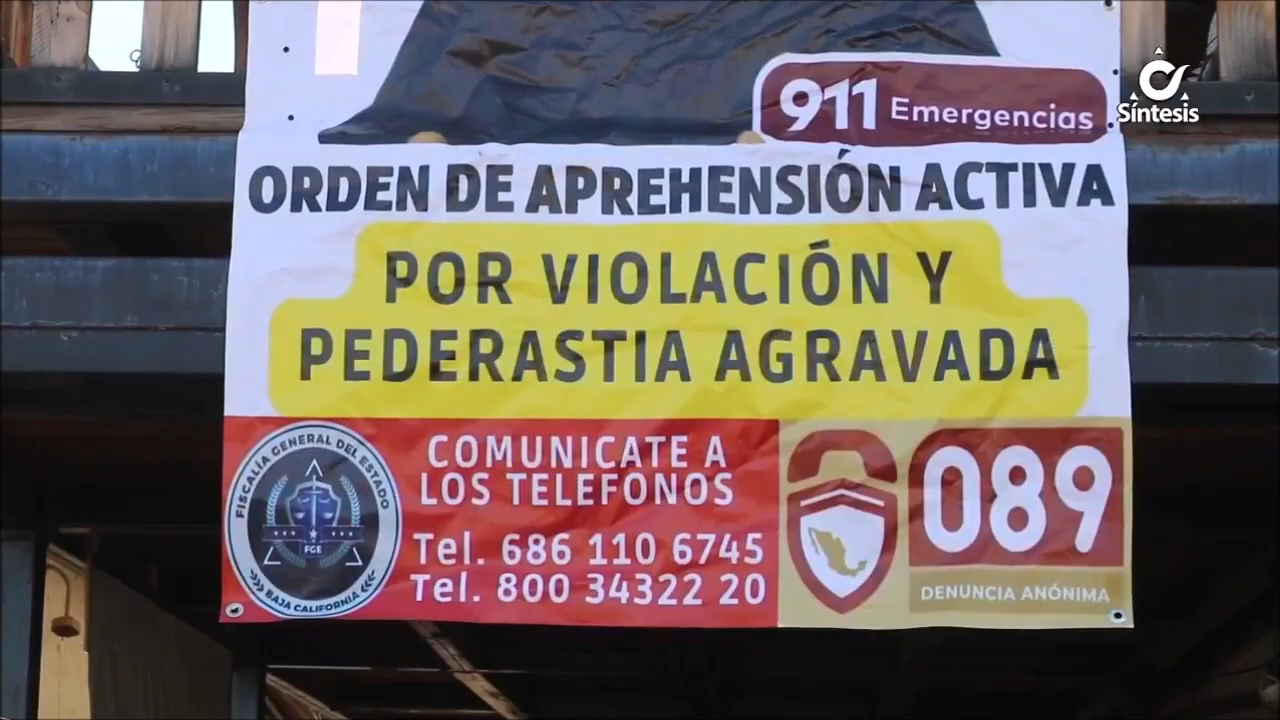 911 Emergencias
Síntesis
ORDEN DE APREHENSIÓN ACTIVA
POR VIOLACIÓN Y
PEDERASTIA AGRAVADA
FISCALÍA GENERAL DEL ESTADO
FGE
BAJA CALIFORNIA
COMUNICATE A
LOS TELEFONOS
Tel. 686 110 6745
Tel. 800 34322 20
089
DENUNCIA ANÓNIMA